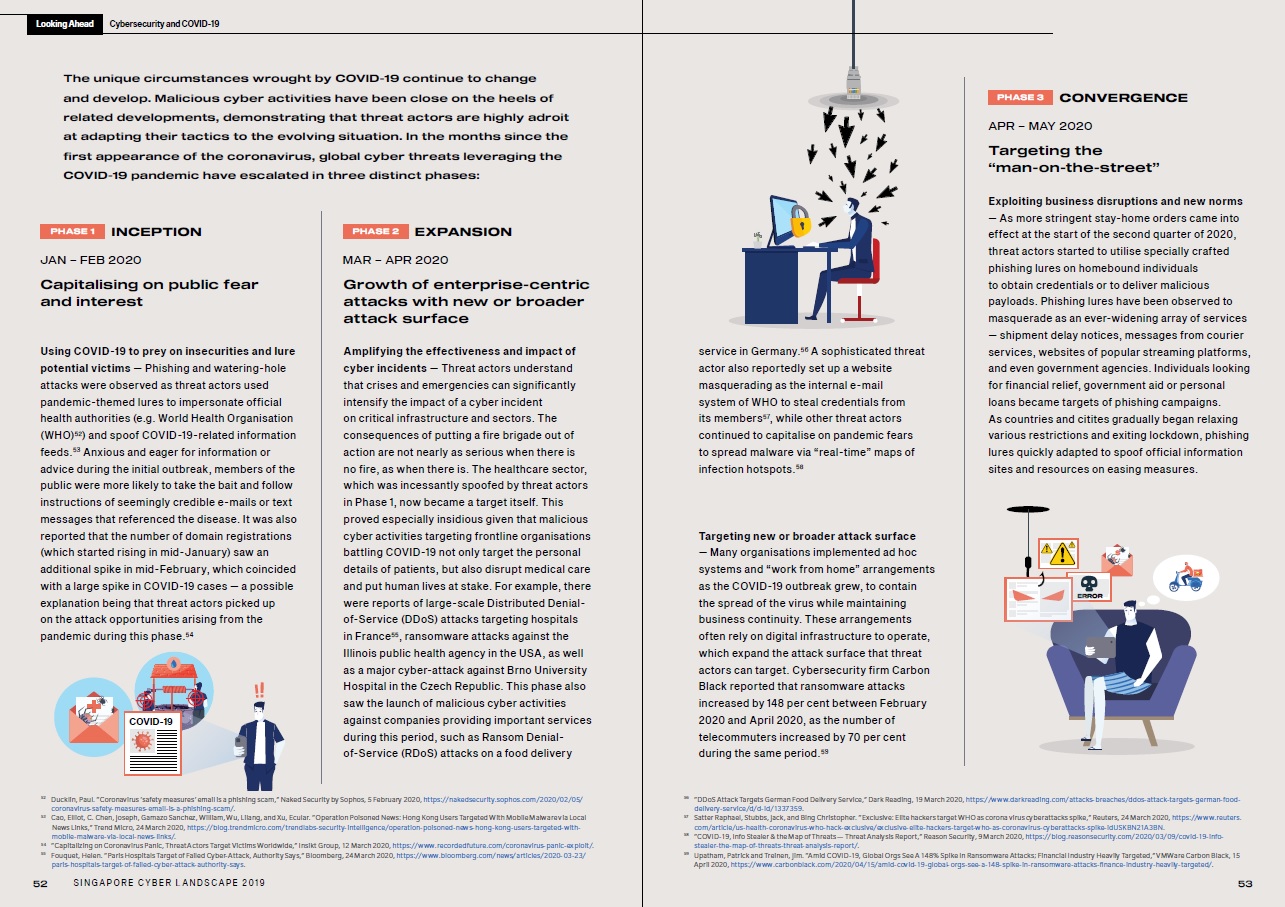 Looking Ahead Cybersecurity and COVID-19
The unique circumstances wrought by COVID-19 continue to change
and develop. Malicious cyber activities have been close on the heels of
related developments, demonstrating that threat actors are highly adroit
at adapting their tactics to the evolving situation. In the months since the
first appearance of the coronavirus, global cyber threats leveraging the
COVID-19 pandemic have escalated in three distinct phases:
PHASE 1 INCEPTION
JAN – FEB 2020
Capitalising on public fear
and interest
Using COVID-19 to prey on insecurities and lure
potential victims — Phishing and watering-hole
attacks were observed as threat actors used
pandemic-themed lures to impersonate official
health authorities (e.g. World Health Organisation
(WHO)⁵²) and spoof COVID-19-related information
feeds.⁵³ Anxious and eager for information or
advice during the initial outbreak, members of the
public were more likely to take the bait and follow
instructions of seemingly credible e-mails or text
messages that referenced the disease. It was also
reported that the number of domain registrations
(which started rising in mid-January) saw an
additional spike in mid-February, which coincided
with a large spike in COVID-19 cases — a possible
explanation being that threat actors picked up
on the attack opportunities arising from the
pandemic during this phase.⁵⁴
COVID-19
!!
PHASE 2 EXPANSION
MAR – APR 2020
Growth of enterprise-centric
attacks with new or broader
attack surface
Amplifying the effectiveness and impact of
cyber incidents — Threat actors understand
that crises and emergencies can significantly
intensify the impact of a cyber incident
on critical infrastructure and sectors. The
consequences of putting a fire brigade out of
action are not nearly as serious when there is
no fire, as when there is. The healthcare sector,
which was incessantly spoofed by threat actors
in Phase 1, now became a target itself. This
proved especially insidious given that malicious
cyber activities targeting frontline organisations
battling COVID-19 not only target the personal
details of patients, but also disrupt medical care
and put human lives at stake. For example, there
were reports of large-scale Distributed Denial-
of-Service (DDoS) attacks targeting hospitals
in France⁵⁵, ransomware attacks against the
Illinois public health agency in the USA, as well
as a major cyber-attack against Brno University
Hospital in the Czech Republic. This phase also
saw the launch of malicious cyber activities
against companies providing important services
during this period, such as Ransom Denial-
of-Service (RDoS) attacks on a food delivery
service in Germany.⁵⁶ A sophisticated threat
actor also reportedly set up a website
masquerading as the internal e-mail
system of WHO to steal credentials from
its members⁵⁷, while other threat actors
continued to capitalise on pandemic fears
to spread malware via “real-time” maps of
infection hotspots.⁵⁸
Targeting new or broader attack surface
— Many organisations implemented ad hoc
systems and “work from home” arrangements
as the COVID-19 outbreak grew, to contain
the spread of the virus while maintaining
business continuity. These arrangements
often rely on digital infrastructure to operate,
which expand the attack surface that threat
actors can target. Cybersecurity firm Carbon
Black reported that ransomware attacks
increased by 148 per cent between February
2020 and April 2020, as the number of
telecommuters increased by 70 per cent
during the same period.⁵⁹
PHASE 3 CONVERGENCE
APR – MAY 2020
Targeting the
“man-on-the-street”
Exploiting business disruptions and new norms
— As more stringent stay-home orders came into
effect at the start of the second quarter of 2020,
threat actors started to utilise specially crafted
phishing lures on homebound individuals
to obtain credentials or to deliver malicious
payloads. Phishing lures have been observed to
masquerade as an ever-widening array of services
— shipment delay notices, messages from courier
services, websites of popular streaming platforms,
and even government agencies. Individuals looking
for financial relief, government aid or personal
loans became targets of phishing campaigns.
As countries and citites gradually began relaxing
various restrictions and exiting lockdown, phishing
lures quickly adapted to spoof official information
sites and resources on easing measures.
ERROR
⁵² Ducklin, Paul. “Coronavirus ‘safety measures’ email is a phishing scam,” Naked Security by Sophos, 5 February 2020, https://nakedsecurity.sophos.com/2020/02/05/
coronavirus-safety-measures-email-is-a-phishing-scam/.
⁵³ Cao, Elliot, C. Chen, Joseph, Gamazo Sanchez, William, Wu, Lilang, and Xu, Ecular. “Operation Poisoned News: Hong Kong Users Targeted With Mobile Malware via Local
News Links,” Trend Micro, 24 March 2020, https://blog.trendmicro.com/trendlabs-security-intelligence/operation-poisoned-news-hong-kong-users-targeted-with-
mobile-malware-via-local-news-links/.
⁵⁴ “Capitalizing on Coronavirus Panic, Threat Actors Target Victims Worldwide,” Insikt Group, 12 March 2020, https://www.recordedfuture.com/coronavirus-panic-exploit/.
⁵⁵ Fouquet, Helen. “Paris Hospitals Target of Failed Cyber-Attack, Authority Says,” Bloomberg, 24 March 2020, https://www.bloomberg.com/news/articles/2020-03-23/
paris-hospitals-target-of-failed-cyber-attack-authority-says.
⁵⁶ “DDoS Attack Targets German Food Delivery Service,” Dark Reading, 19 March 2020, https://www.darkreading.com/attacks-breaches/ddos-attack-targets-german-food-
delivery-service/d/d-id/1337359.
⁵⁷ Satter Raphael, Stubbs, Jack, and Bing Christopher. “Exclusive: Elite hackers target WHO as corona virus cyberattacks spike,” Reuters, 24 March 2020, https://www.reuters.
com/article/us-health-coronavirus-who-hack-exclusive/exclusive-elite-hackers-target-who-as-coronavirus-cyberattacks-spike-idUSKBN21A3BN.
⁵⁸ “COVID-19, Info Stealer & the Map of Threats — Threat Analysis Report,” Reason Security, 9 March 2020, https://blog.reasonsecurity.com/2020/03/09/covid-19-info-
stealer-the-map-of-threats-threat-analysis-report/.
⁵⁹ Upatham, Patrick and Treinen, Jim. “Amid COVID-19, Global Orgs See A 148% Spike in Ransomware Attacks; Financial Industry Heavily Targeted,” VMWare Carbon Black, 15
April 2020, https://www.carbonblack.com/2020/04/15/amid-covid-19-global-orgs-see-a-148-spike-in-ransomware-attacks-finance-industry-heavily-targeted/.
52 SINGAPORE CYBER LANDSCAPE 2019
53